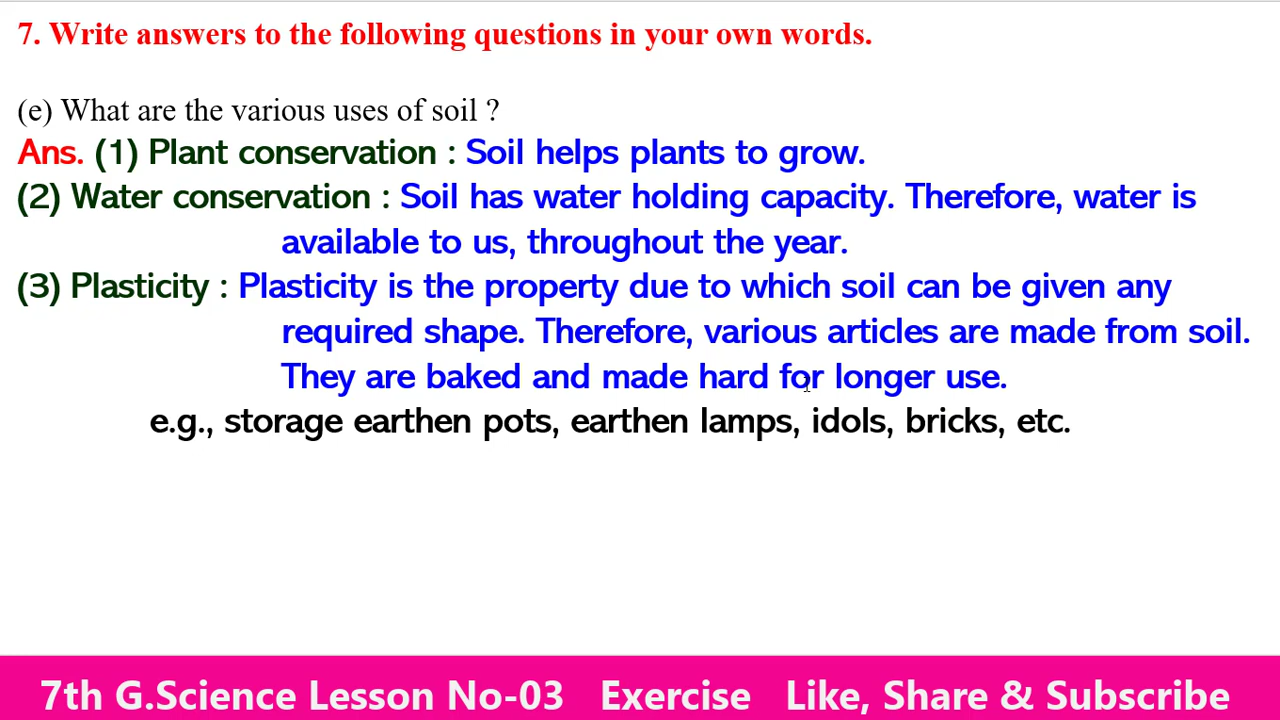 7. Write answers to the following questions in your own words.
(e) What are the various uses of soil ?
Ans. (1) Plant conservation : Soil helps plants to grow.
(2) Water conservation : Soil has water holding capacity. Therefore, water is
available to us, throughout the year.
(3) Plasticity : Plasticity is the property due to which soil can be given any
required shape. Therefore, various articles are made from soil.
They are baked and made hard for longer use.
e.g., storage earthen pots, earthen lamps, idols, bricks, etc.
7th G.Science Lesson No-03 Exercise Like, Share & Subscribe